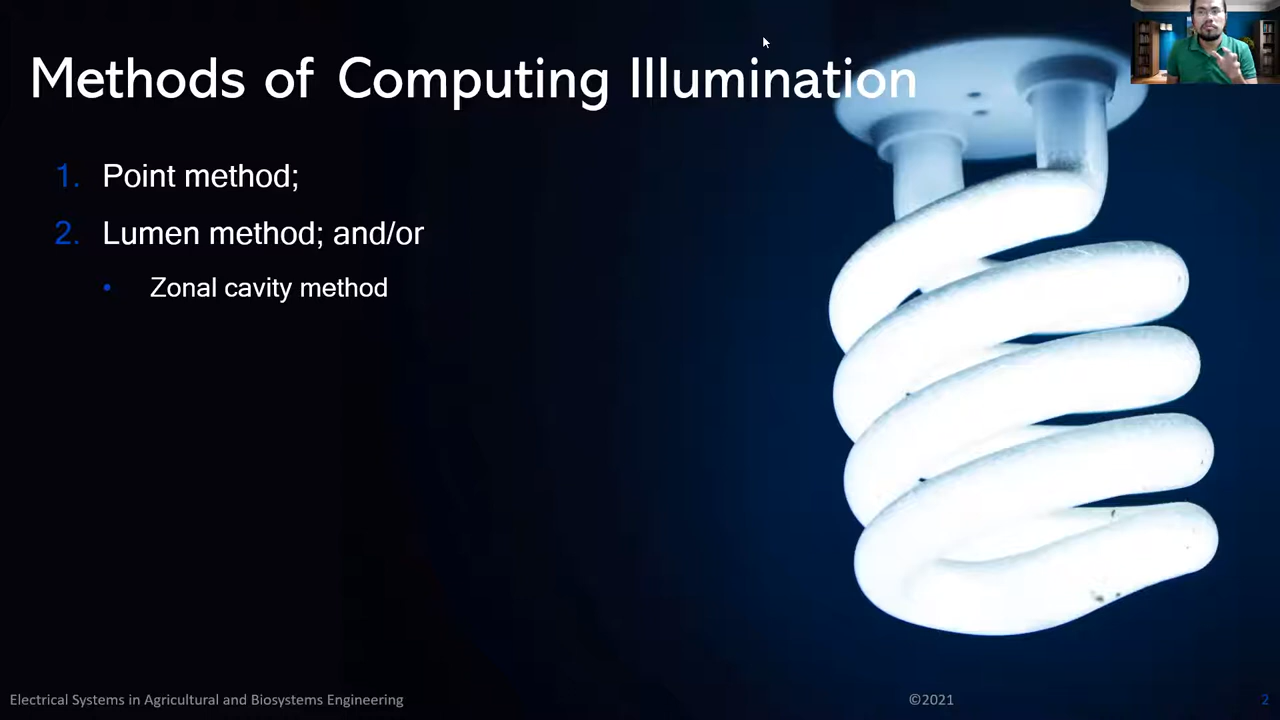 Methods of Computing Illumination
1. Point method;
2. Lumen method; and/or
• Zonal cavity method
Electrical Systems in Agricultural and Biosystems Engineering
©2021
2